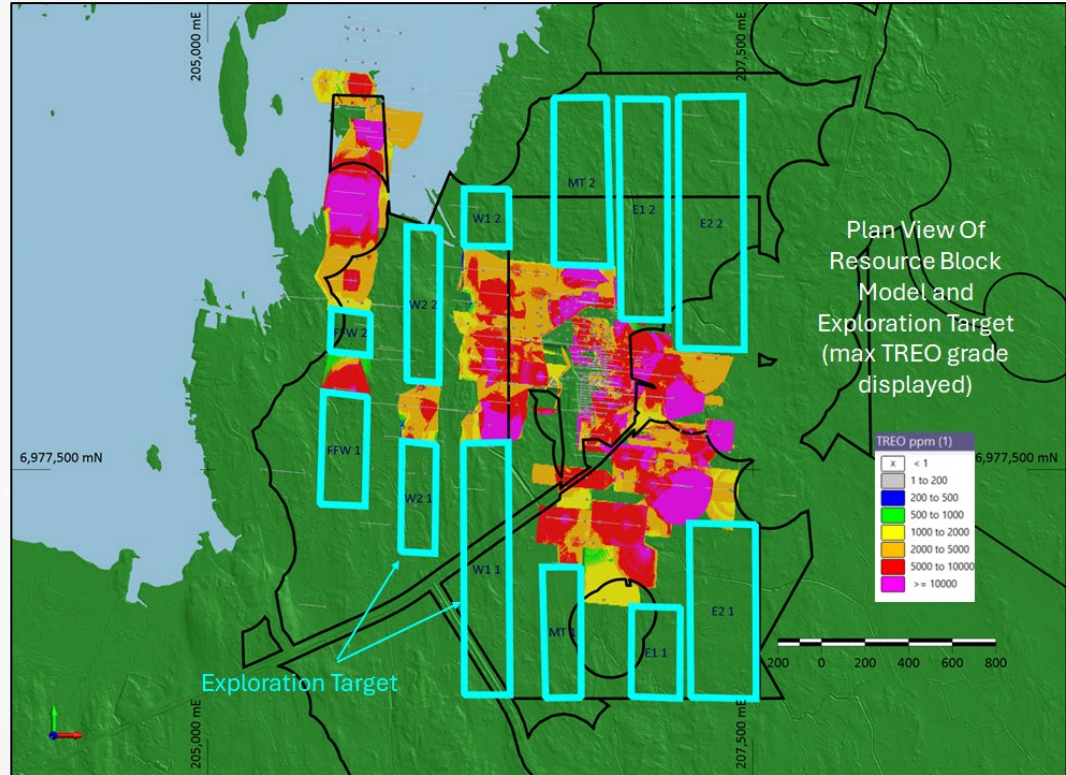 205,000 mE
207,500 mE
MT 2
E1 2
E2 2
W1 2
W2 2
FFW 2
Plan View Of
Resource Block
Model and
Exploration Target
(max TREO grade
displayed)
FFW 1
W2 1
W1 1
MT 1
E1 1
E2 1
6,977,500 mN
6,977,500 mN
TREO ppm (1)
x < 1
1 to 200
200 to 500
500 to 1000
1000 to 2000
2000 to 5000
5000 to 10000
>= 10000
Exploration Target
200 0 200 400 600 800
205,000 mE
207,500 mE